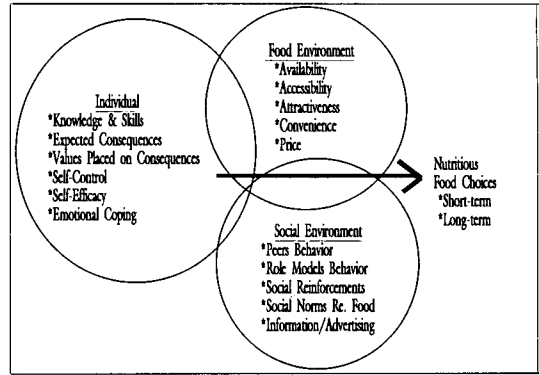 Individual
*Knowledge & Skills
*Expected Consequences
*Values Placed on Consequences
*Self-Control
*Self-Efficacy
*Emotional Coping
Food Environment
*Availability
*Accessibility
*Attractiveness
*Convenience
*Price
Social Environment
*Peers Behavior
*Role Models Behavior
*Social Reinforcements
*Social Norms Re. Food
*Information/Advertising
Nutritious
Food Choices
*Short-term
*Long-term